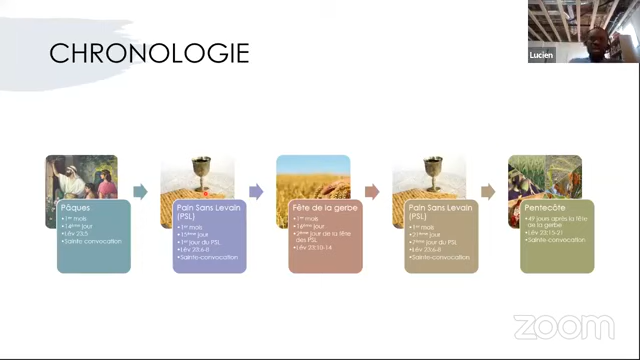 CHRONOLOGIE
Lucien
Pâques
•1er mois
•14ème jour
•Lév 23:5
•Sainte convocation
Pain Sans Levain
(PSL)
•1er mois
•15ème jour
•1er jour du PSL
•Lév 23:6-8
•Sainte-convocation
Fête de la gerbe
•1er mois
•16ème jour
•2ème jour de la fête
des PSL
•Lév 23:10-14
Pain Sans Levain
(PSL)
•1er mois
•21ème jour
•7ème jour du PSL
•Lév 23:6-8
•Sainte-convocation
Pentecôte
•49 jours après la fête
de la gerbe
•Lév 23:15-21
•Sainte-convocation
zoom